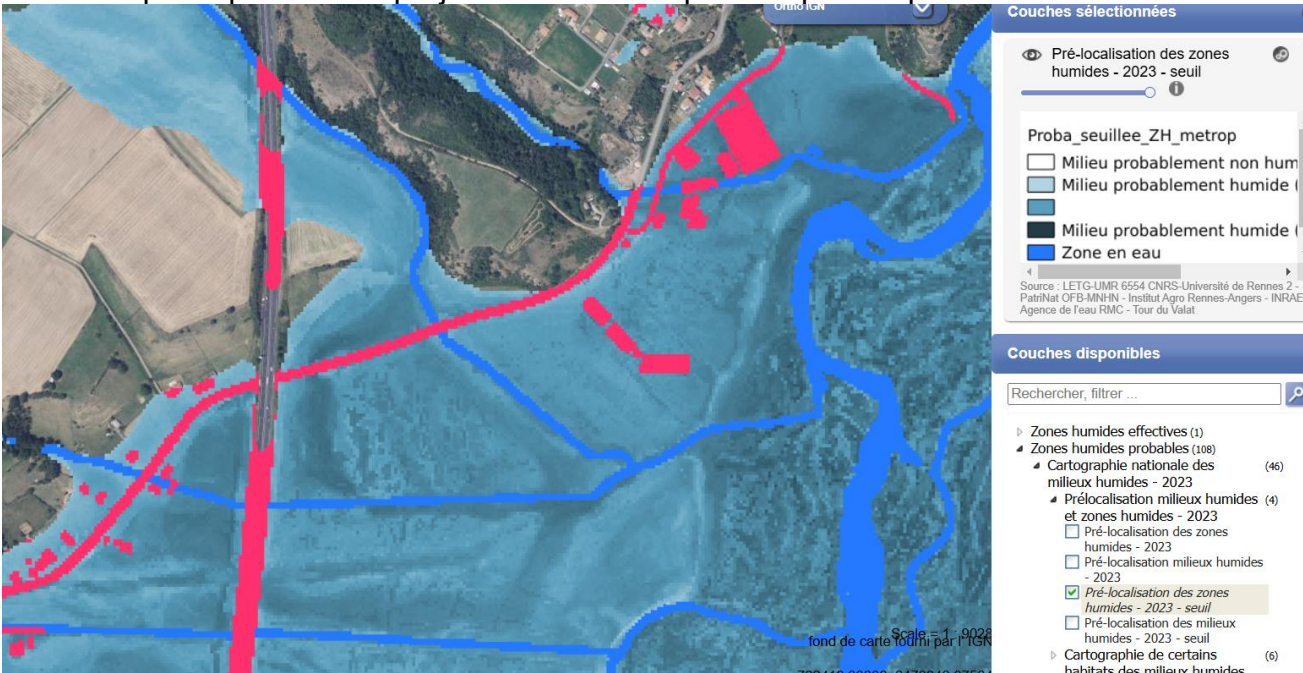 Ortho IGN
Couches sélectionnées
Pré-localisation des zones
humides - 2023 - seuil
Proba_seuillee_ZH_metrop
Milieu probablement non hum
Milieu probablement humide (
Milieu probablement humide (
Zone en eau
Source : LETG-UMR 6554 CNRS-Université de Rennes 2 -
PatriNat OFB-MNHN - Institut Agro Rennes-Angers - INRAE
Agence de l'eau RMC - Tour du Valat
Couches disponibles
Rechercher, filtrer ...
Zones humides effectives (1)
Zones humides probables (108)
Cartographie nationale des (46)
milieux humides - 2023
Prélocalisation milieux humides (4)
et zones humides - 2023
Pré-localisation des zones
humides - 2023
Pré-localisation milieux humides
- 2023
Pré-localisation des zones
humides - 2023 - seuil
Pré-localisation des milieux
humides - 2023 - seuil
Cartographie de certains (6)
habitats des milieux humides
Scale = 1 : 9028
fond de carte fourni par l'IGN